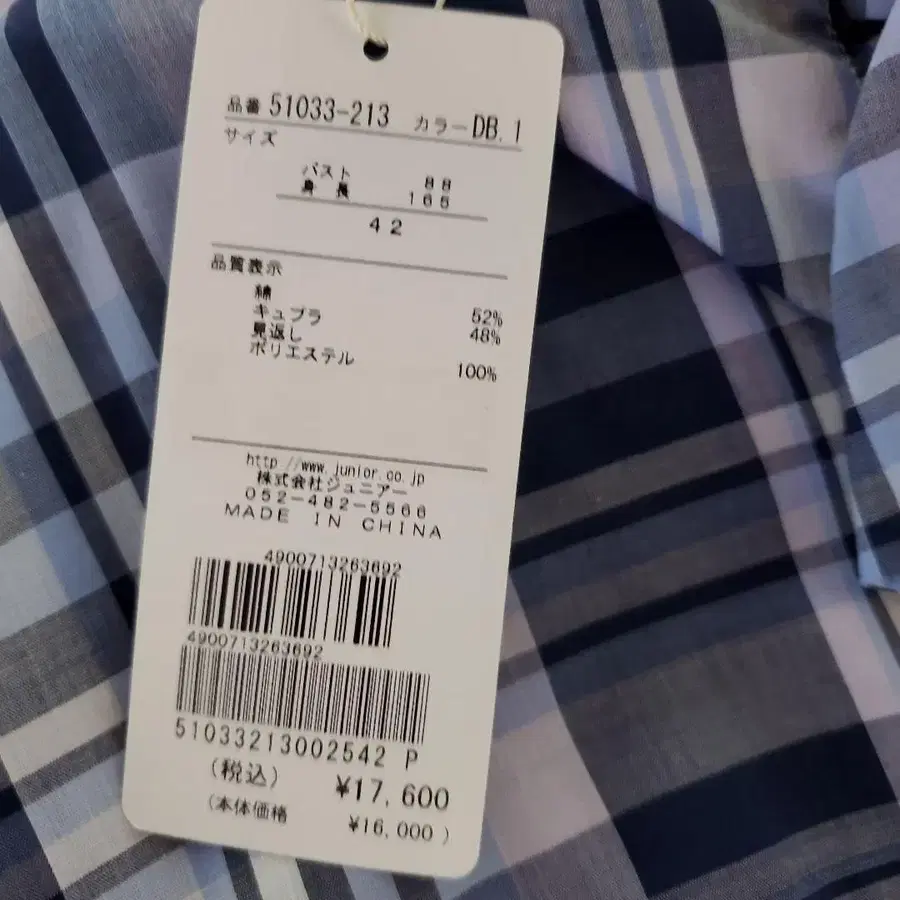 品番 51033-213 カラー DB.1
サイズ
バスト 88
身長 165
42
品質表示
綿
キュプラ 52%
見返し 48%
ポリエステル
100%
http //www.junior.co.jp
株式会社ジュニアー
052-482-5566
MADE IN CHINA
4900713263692
4900713263692
51033213002542 P
(税込) ¥17,600
(本体価格 ¥16,000)